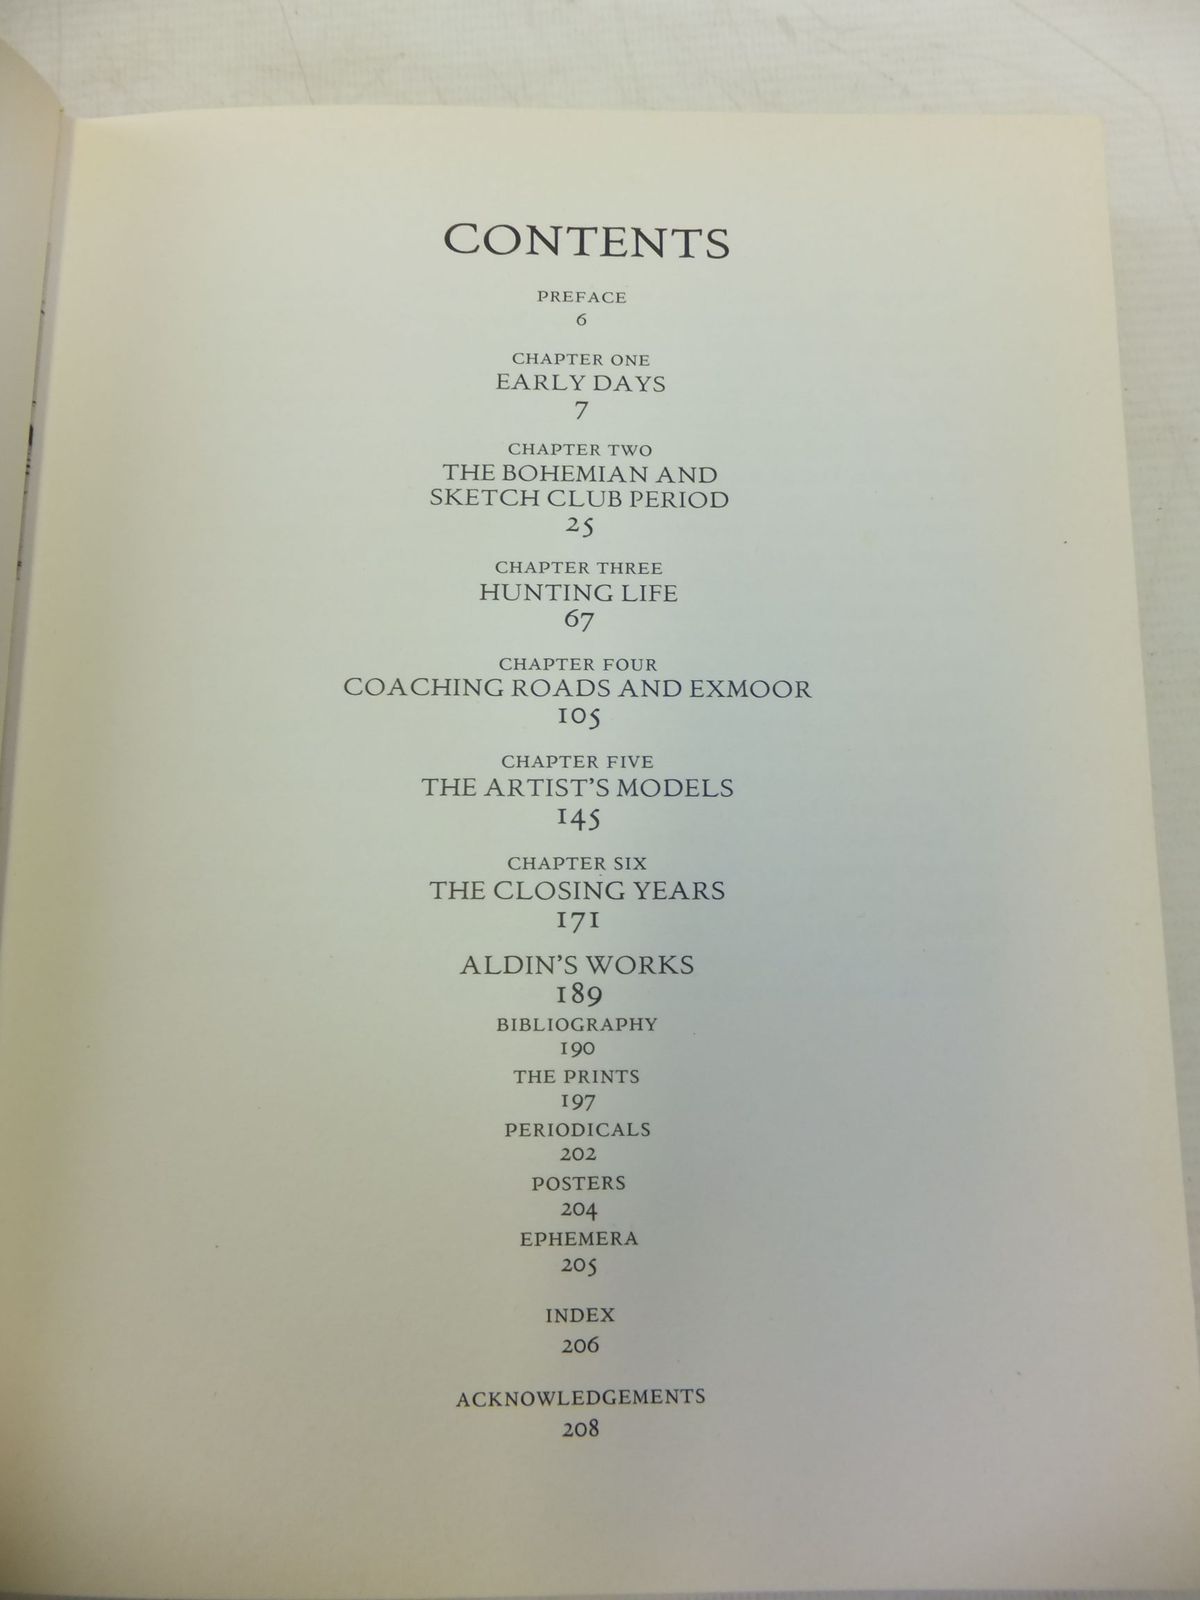 CONTENTS
PREFACE
6
CHAPTER ONE
EARLY DAYS
7
CHAPTER TWO
THE BOHEMIAN AND
SKETCH CLUB PERIOD
25
CHAPTER THREE
HUNTING LIFE
67
CHAPTER FOUR
COACHING ROADS AND EXMOOR
105
CHAPTER FIVE
THE ARTIST'S MODELS
145
CHAPTER SIX
THE CLOSING YEARS
171
ALDIN'S WORKS
189
BIBLIOGRAPHY
190
THE PRINTS
197
PERIODICALS
202
POSTERS
204
EPHEMERA
205
INDEX
206
ACKNOWLEDGEMENTS
208